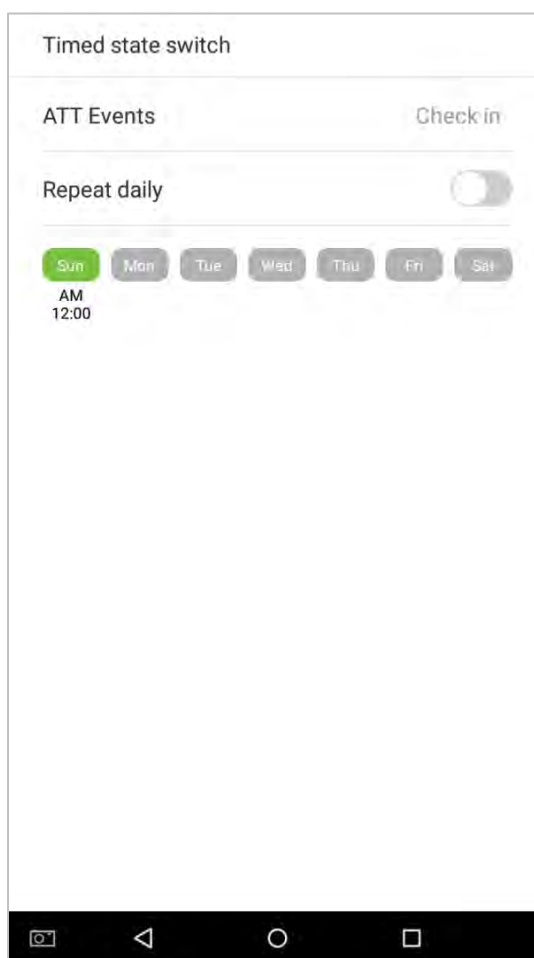 Timed state switch
ATT Events Check in
Repeat daily
Sun Mon Tue Wed Thu Fri Sat
AM
12:00